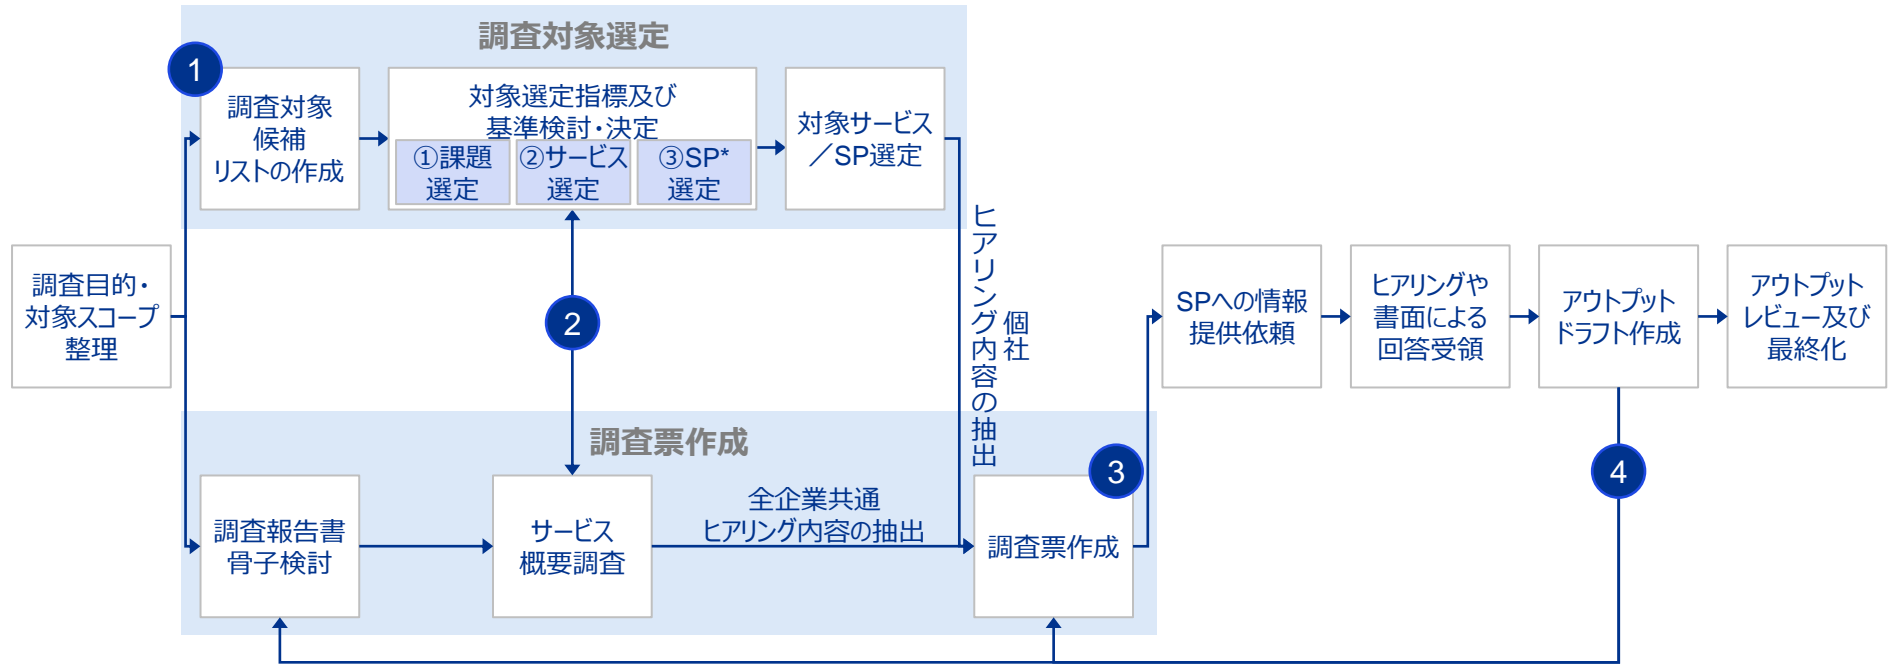 調査対象選定
1
調査対象
候補
リストの作成
対象選定指標及び
基準検討・決定
①課題
選定
②サービス
選定
③SP*
選定
対象サービス
／SP選定
調査目的・
対象スコープ
整理
2
個社
ヒアリング内容の抽出
SPへの情報
提供依頼
ヒアリングや
書面による
回答受領
アウトプット
ドラフト作成
アウトプット
レビュー及び
最終化
調査票作成
3
4
調査報告書
骨子検討
サービス
概要調査
全企業共通
ヒアリング内容の抽出
調査票作成